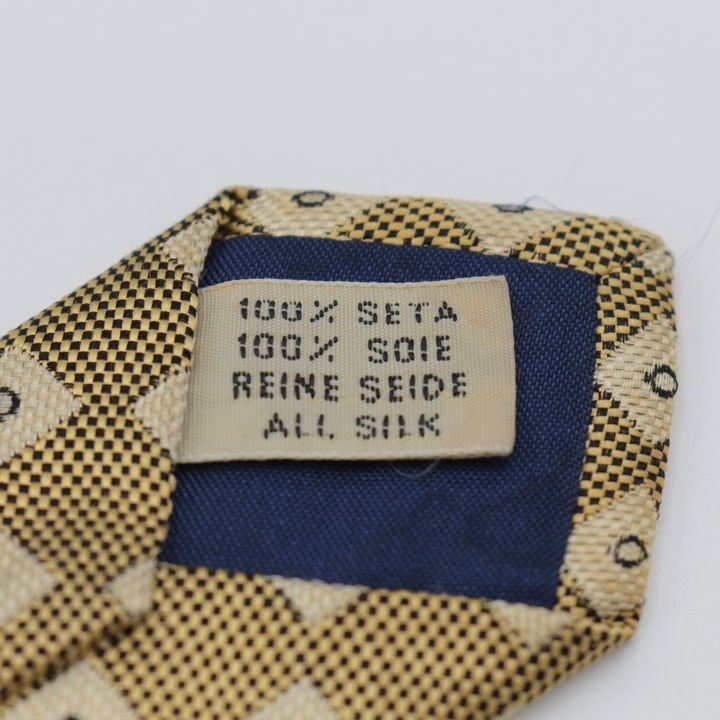 100% SETA
100% SOIE
REINE SEIDE
ALL SILK